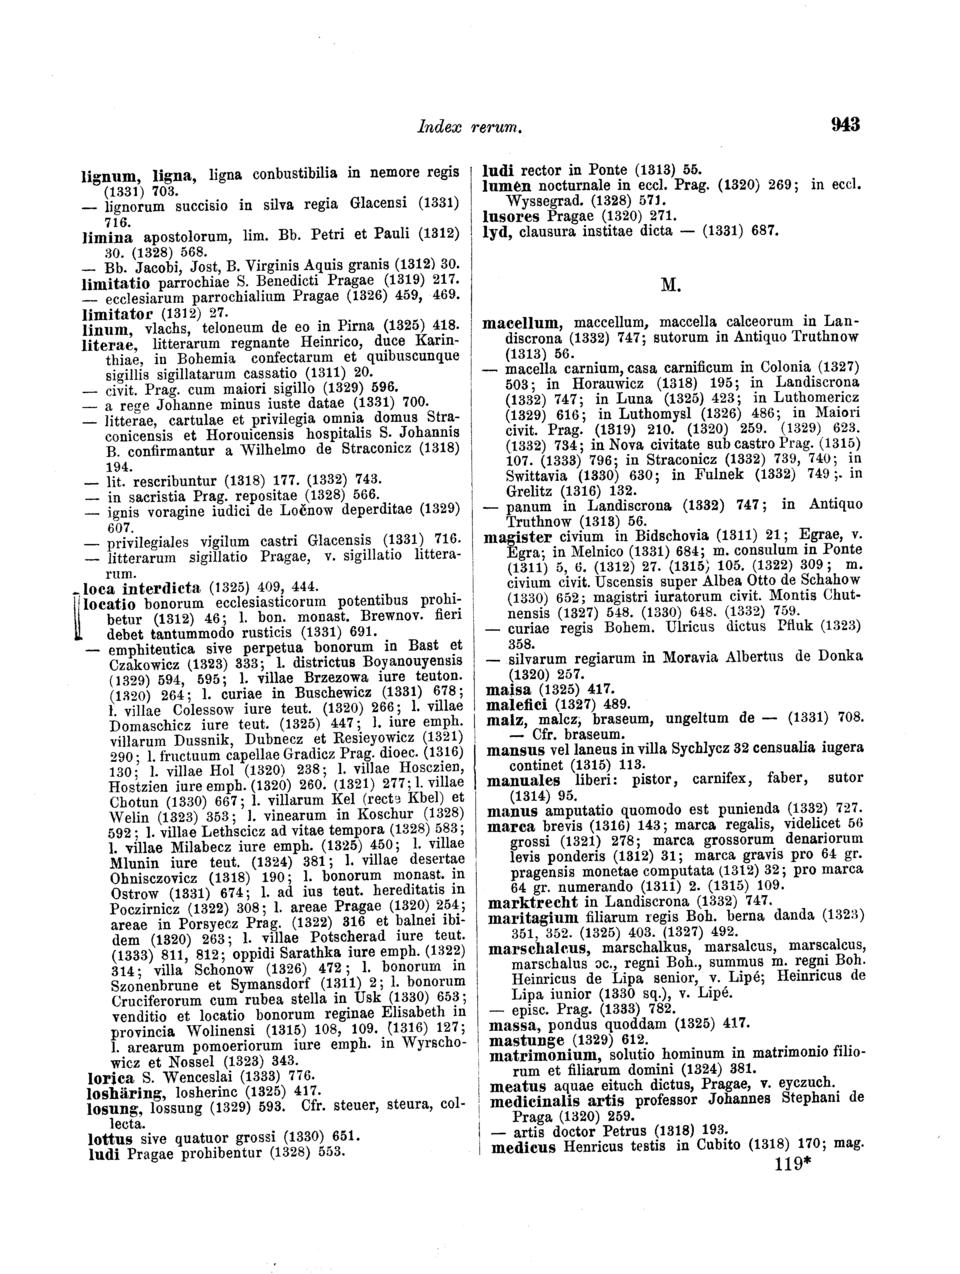 Index rerum.
943
lignum, ligna, ligna conbustibilia in nemore regis
(1331) 703.
— lignorum succisio in silva regia Glacensi (1331)
716.
limina apostolorum, lim. Bb. Petri et Pauli (1312)
30. (1328) 568.
— Bb. Jacobi, Jost, B. Virginis Aquis granis (1312) 30.
limitatio parrochiae S. Benedicti Pragae (1319) 217.
— ecclesiarum parrochialium Pragae (1326) 459, 469.
limitator (1312) 27.
linum, vlachs, teloneum de eo in Pirna (1325) 418.
literae, litterarum regnante Heinrico, duce Karin-
thiae, in Bohemia confectarum et quibuscunque
sigillis sigillatarum cassatio (1311) 20.
— civit. Prag. cum maiori sigillo (1329) 596.
— a rege Johanne minus iuste datae (1331) 700.
— litterae, cartulae et privilegia omnia domus Stra-
conicensis et Horouicensis hospitalis S. Johannis
B. confirmantur a Wilhelmo de Straconicz (1318)
194.
— lit. rescribuntur (1318) 177. (1332) 743.
— in sacristia Prag. repositae (1328) 566.
— ignis voragine iudici deLočnow deperditae (1329)
607.
— privilegiales vigilum castri Glacensis (1331) 716.
— litterarum sigillatio Pragae, v. sigillatio littera-
rum.
loca interdicta (1325) 409, 444.
locatio bonorum ecclesiasticorum potentibus prohi-
betur (1312) 46; l. bon. monast. Brewnov. fieri
debet tantummodo rusticis (1331) 691.
— emphiteutica sive perpetua bonorum in Bast et
Czakowicz (1323) 333; l. districtus Boyanouyensis
(1329) 594, 595; l. villae Brzezowa iure teuton.
(1320) 264; l. curiae in Buschewicz (1331) 678;
l. villae Colessow iure teut. (1320) 266; l. villae
Domaschicz iure teut. (1325) 447; l. iure emph.
villarum Dussnik, Dubnecz et Resieyowicz (1321)
290; l. fructuum capellae Gradicz Prag. dioec. (1316)
130; l. villae Hol (1320) 238; l. villae Hosczien,
Hostzien iure emph. (1320) 260. (1321) 277; l. villae
Chotun (1330) 667; l. villarum Kel (recte Kbel) et
Welin (1323) 353; l. vinearum in Koschur (1328)
592; l. villae Lethscicz ad vitae tempora (1328) 583;
l. villae Milabecz iure emph. (1325) 450; l. villae
Mlunin iure teut. (1324) 381; l. villae desertae
Ohnisczovicz (1318) 190; l. bonorum monast. in
Ostrow (1331) 674; l. ad ius teut. hereditatis in
Poczirnicz (1322) 308; l. areae Pragae (1320) 254;
areae in Porsyecz Prag. (1322) 316 et balnei ibi-
dem (1320) 263; l. villae Potscherad iure teut.
(1333) 811, 812; oppidi Sarathka iure emph. (1322)
314; villa Schonow (1326) 472; l. bonorum in
Szonenbrune et Symansdorf (1311) 2; l. bonorum
Cruciferorum cum rubea stella in Usk (1330) 653;
venditio et locatio bonorum reginae Elisabeth in
provincia Wolinensi (1315) 108, 109. (1316) 127;
l. arearum pomoeriorum iure emph. in Wyrscho-
wicz et Nossel (1323) 343.
lorica S. Wenceslai (1333) 776.
loshäring, losherinc (1325) 417.
losung, lossung (1329) 593. Cfr. steuer, steura, col-
lecta.
lottus sive quatuor grossi (1330) 651.
ludi Pragae prohibentur (1328) 553.
ludi rector in Ponte (1313) 55.
lumen nocturnale in eccl. Prag. (1320) 269; in eccl.
Wyssegrad. (1328) 571.
lusores Pragae (1320) 271.
lyd, clausura institae dicta — (1331) 687.
M.
macellum, maccellum, maccella calceorum in Lan-
discrona (1332) 747; sutorum in Antiquo Truthnow
(1313) 56.
— macella carnium, casa carnificum in Colonia (1327)
503; in Horauwicz (1318) 195; in Landiscrona
(1332) 747; in Luna (1325) 423; in Luthomericz
(1329) 616; in Luthomysl (1326) 486; in Maiori
civit. Prag. (1319) 210. (1320) 259. (1329) 623.
(1332) 734; in Nova civitate sub castro Prag. (1315)
107. (1333) 796; in Straconicz (1332) 739, 740; in
Swittavia (1330) 630; in Fulnek (1332) 749;. in
Grelitz (1316) 132.
— panum in Landiscrona (1332) 747; in Antiquo
Truthnow (1313) 56.
magister civium in Bidschovia (1311) 21; Egrae, v.
Egra; in Melnico (1331) 684; m. consulum in Ponte
(1311) 5, 6. (1312) 27. (1315) 105. (1322) 309; m.
civium civit. Uscensis super Albea Otto de Schahow
(1330) 652; magistri iuratorum civit. Montis Chut-
nensis (1327) 548. (1330) 648. (1332) 759.
— curiae regis Bohem. Ulricus dictus Pfluk (1323)
358.
— silvarum regiarum in Moravia Albertus de Donka
(1320) 257.
maisa (1325) 417.
malefici (1327) 489.
malz, malcz, braseum, ungeltum de — (1331) 708.
— Cfr. braseum.
mansus vel laneus in villa Sychlycz 32 censualia iugera
continet (1315) 113.
manuales liberi: pistor, carnifex, faber, sutor
(1314) 95.
manus amputatio quomodo est punienda (1332) 727.
marca brevis (1316) 143; marca regalis, videlicet 56
grossi (1321) 278; marca grossorum denariorum
levis ponderis (1312) 31; marca gravis pro 64 gr.
pragensis monetae computata (1312) 32; pro marca
64 gr. numerando (1311) 2. (1315) 109.
marktrecht in Landiscrona (1332) 747.
maritagium filiarum regis Boh. berna danda (1323)
351, 352. (1325) 403. (1327) 492.
marschalcus, marschalkus, marsalcus, marscalcus,
marschalus oc., regni Boh., summus m. regni Boh.
Heinricus de Lipa senior, v. Lipé; Heinricus de
Lipa iunior (1330 sq.), v. Lipé.
— episc. Prag. (1333) 782.
massa, pondus quoddam (1325) 417.
mastunge (1329) 612.
matrimonium, solutio hominum in matrimonio filio-
rum et filiarum domini (1324) 381.
meatus aquae eituch dictus, Pragae, v. eyczuch.
medicinalis artis professor Johannes Stephani de
Praga (1320) 259.
— artis doctor Petrus (1318) 193.
medicus Henricus testis in Cubito (1318) 170; mag.
119*